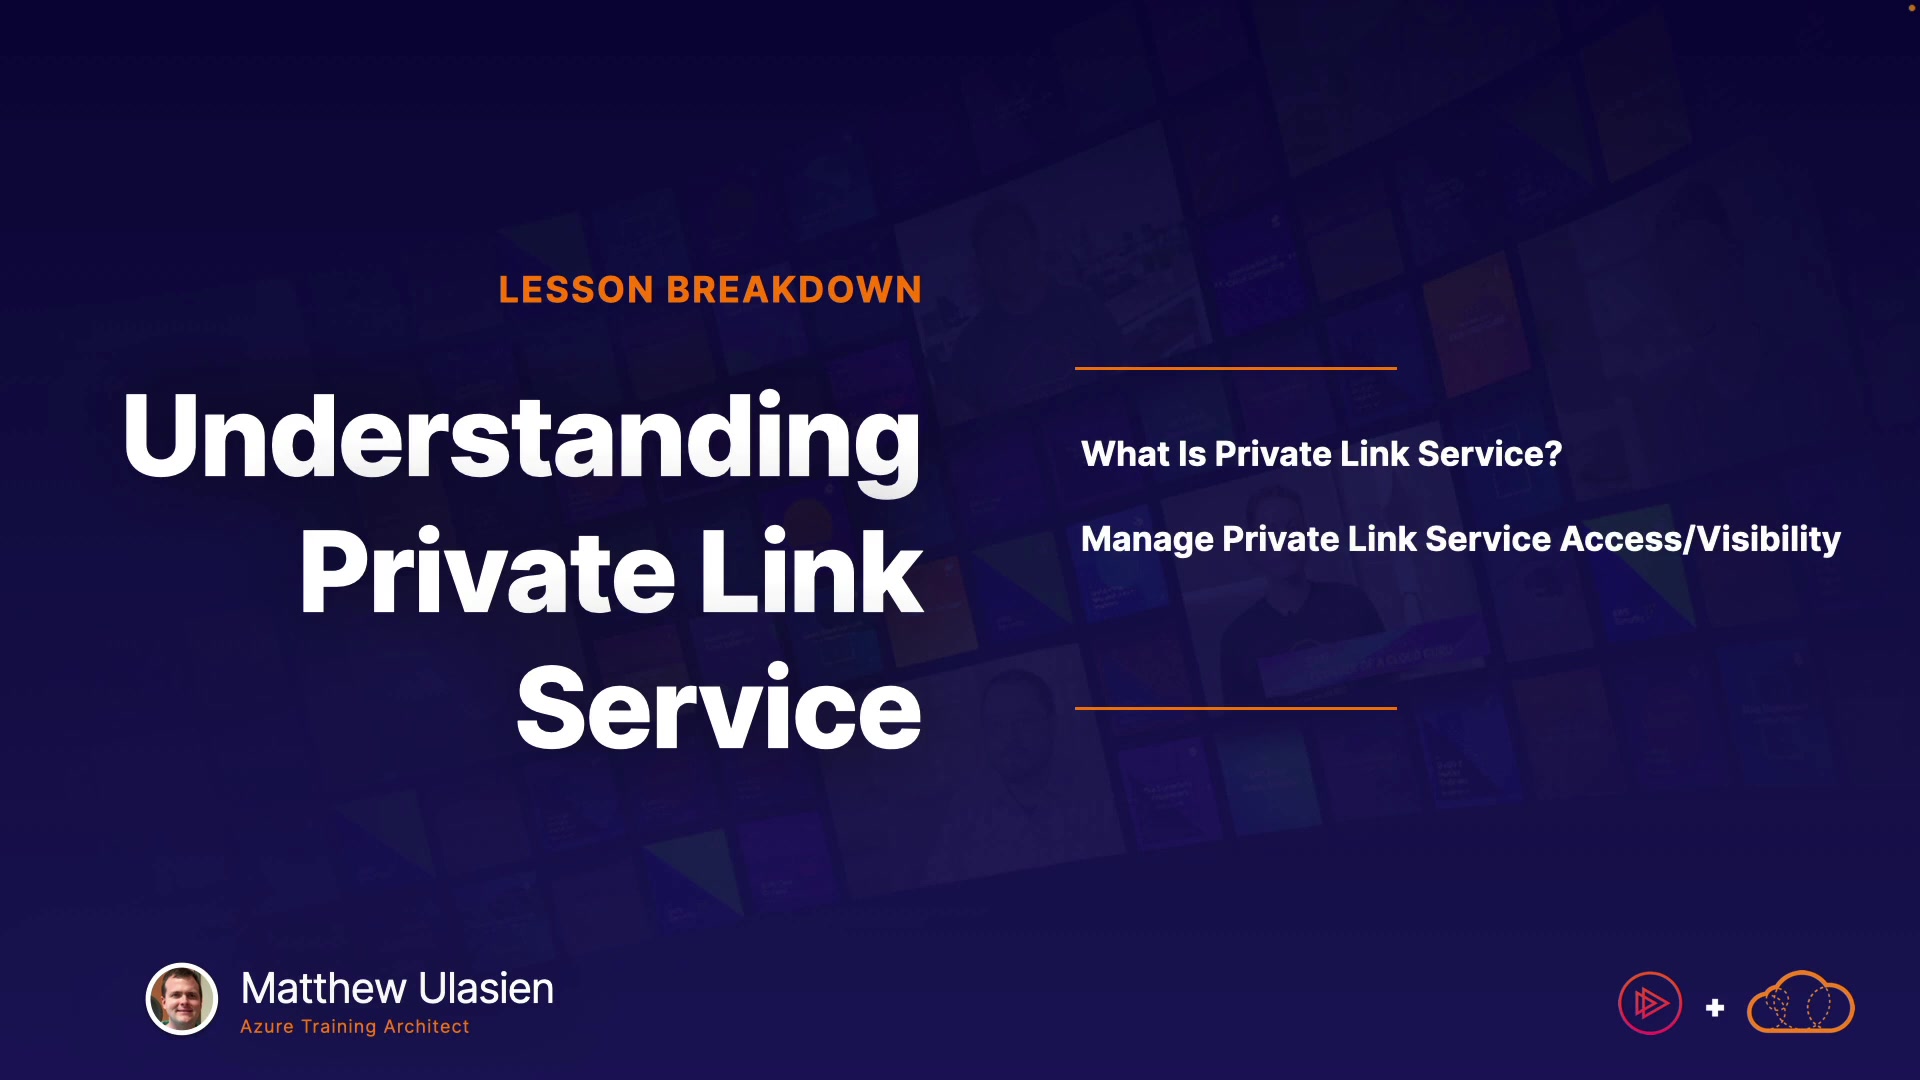 LESSON BREAKDOWN
Understanding
Private Link
Service
What Is Private Link Service?
Manage Private Link Service Access/Visibility
Matthew Ulasien
Azure Training Architect
+